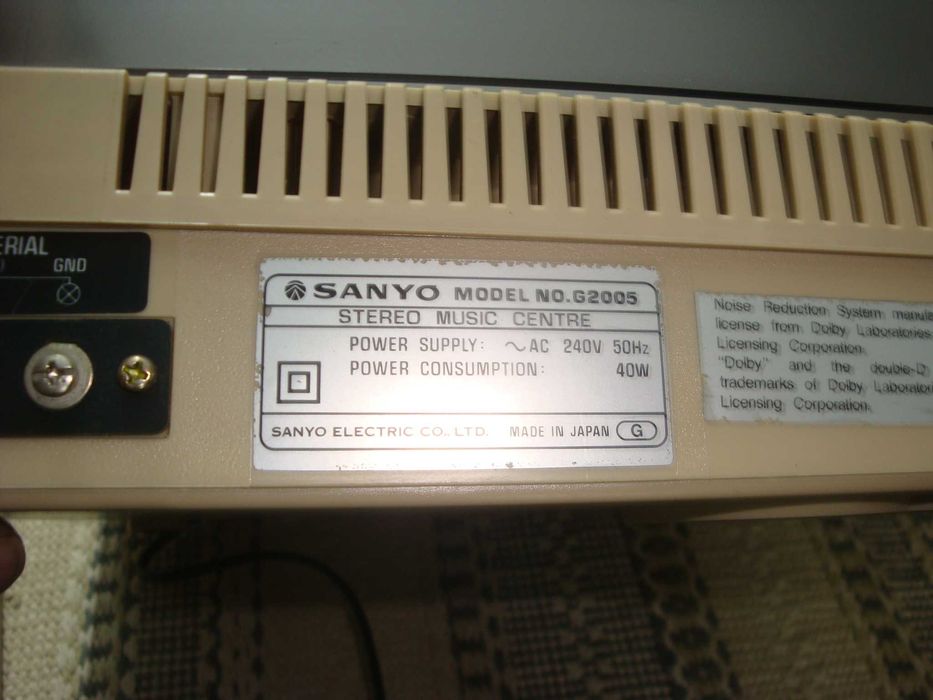 ERIAL
GND
SANYO MODEL NO.G2005
STEREO MUSIC CENTRE
POWER SUPPLY: ～AC 240V 50Hz
POWER CONSUMPTION: 40W
SANYO ELECTRIC CO., LTD. MADE IN JAPAN G
Noise Reduction System manufa
license from Dolby Laboratories
Licensing Corporation.
"Dolby" and the double-D
trademarks of Dolby Laborator
Licensing Corporation.